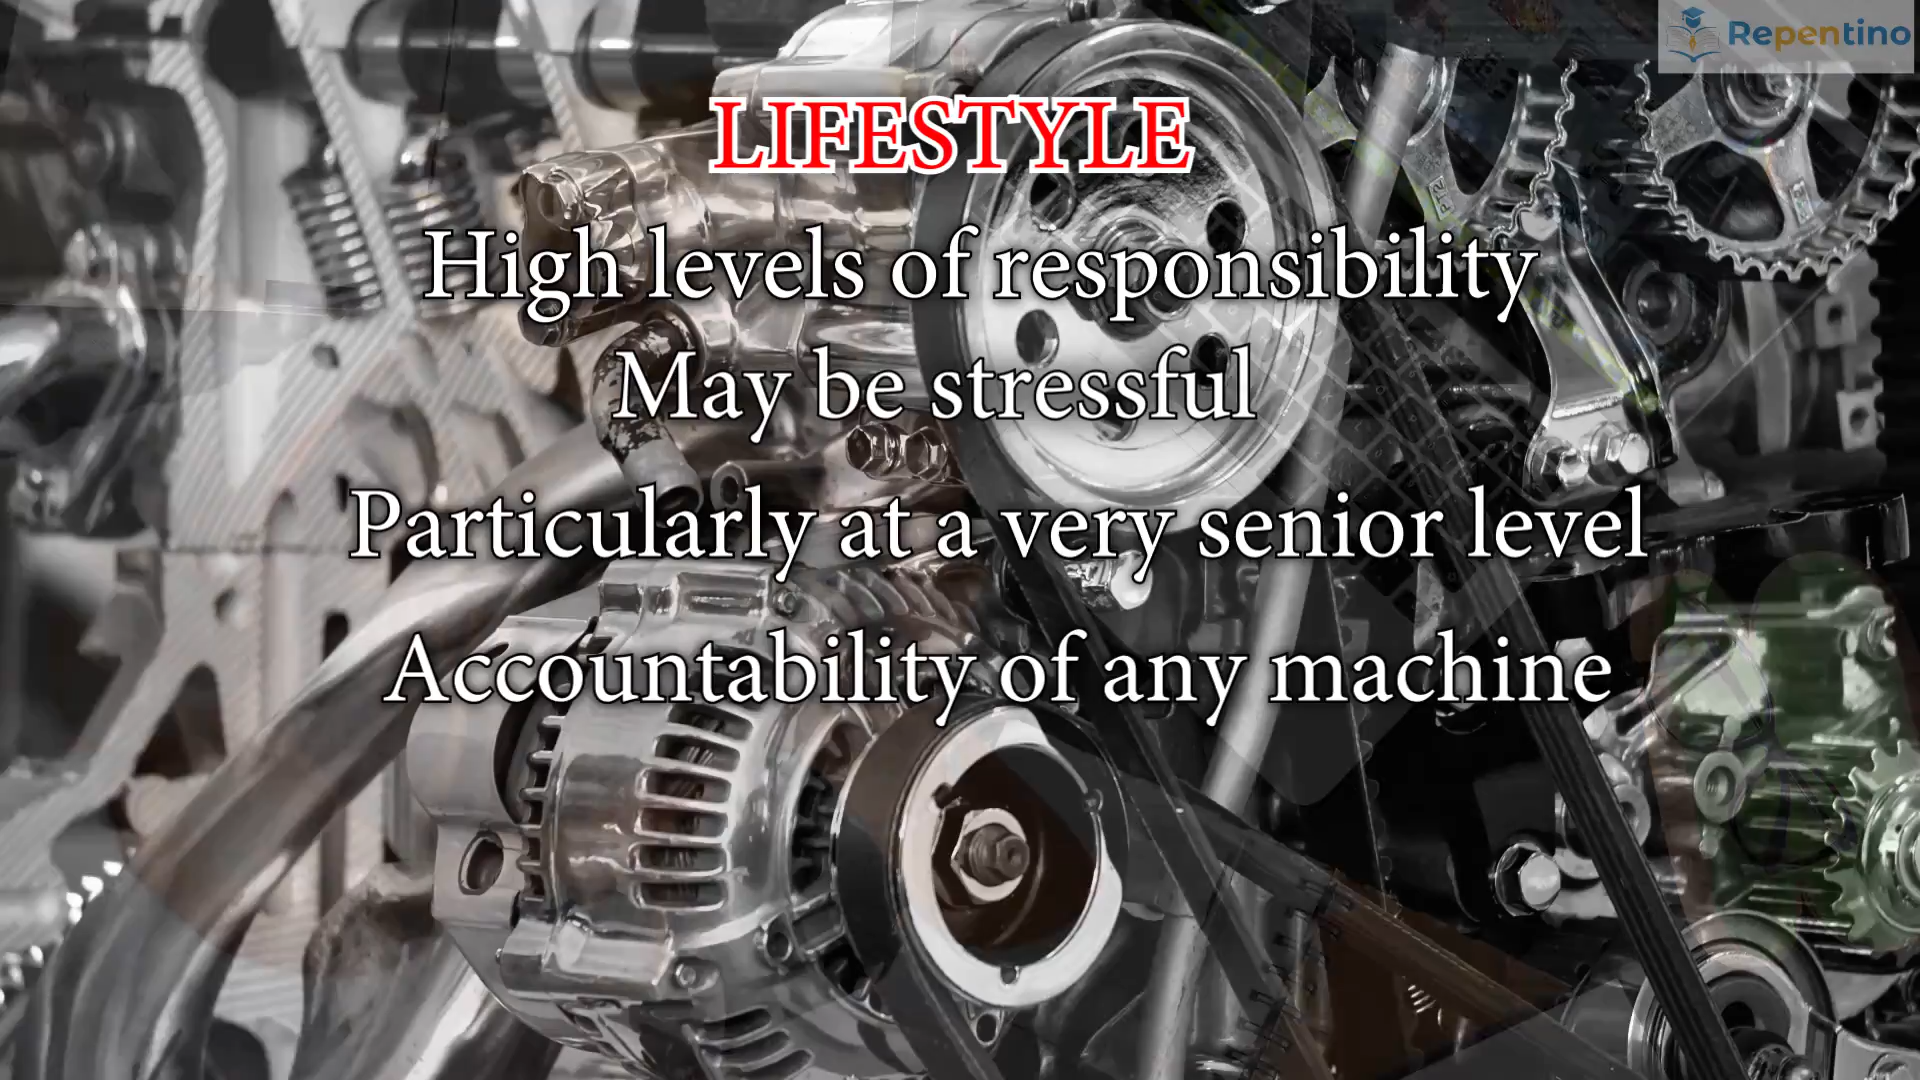 Repentino
LIFESTYLE
High levels of responsibility
May be stressful
Particularly at a very senior level
Accountability of any machine